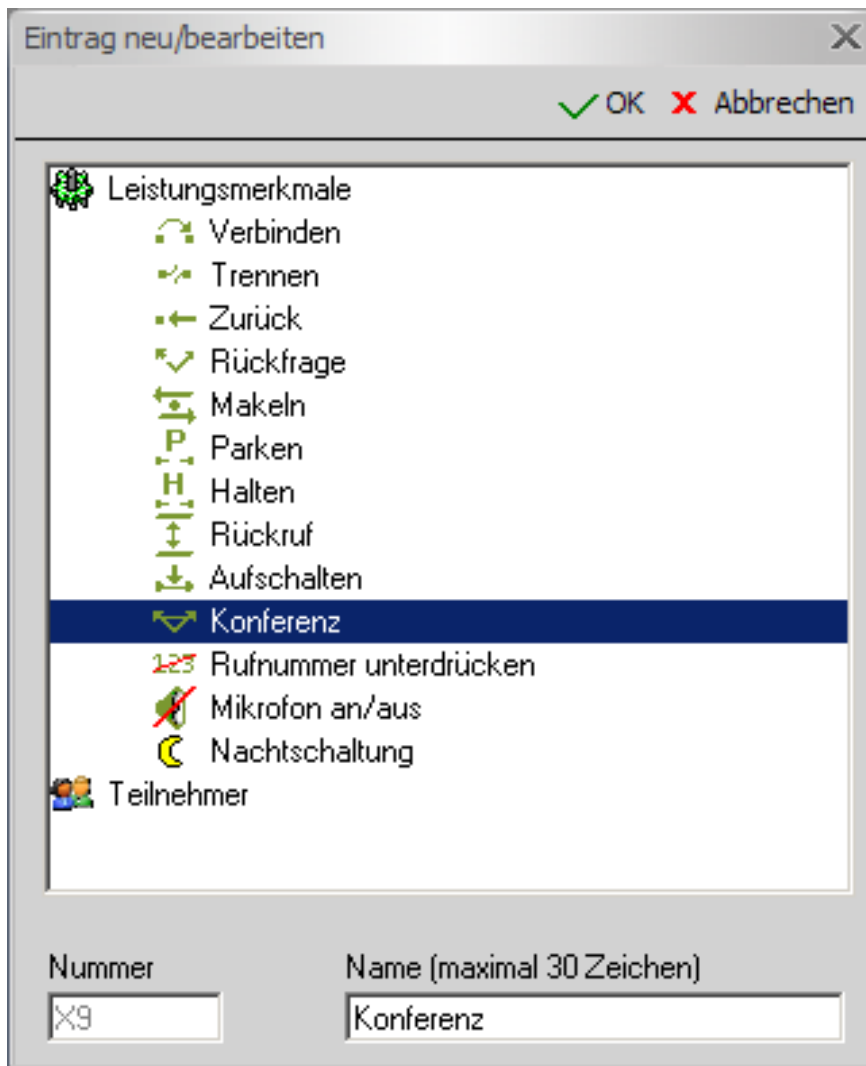 Eintrag neu/bearbeiten
OK Abbrechen
Leistungsmerkmale
Verbinden
Trennen
Zurück
Rückfrage
Makeln
P Parken
H Halten
Rückruf
Aufschalten
Konferenz
123 Rufnummer unterdrücken
Mikrofon an/aus
Nachtschaltung
Teilnehmer
Nummer Name (maximal 30 Zeichen)
X9 Konferenz